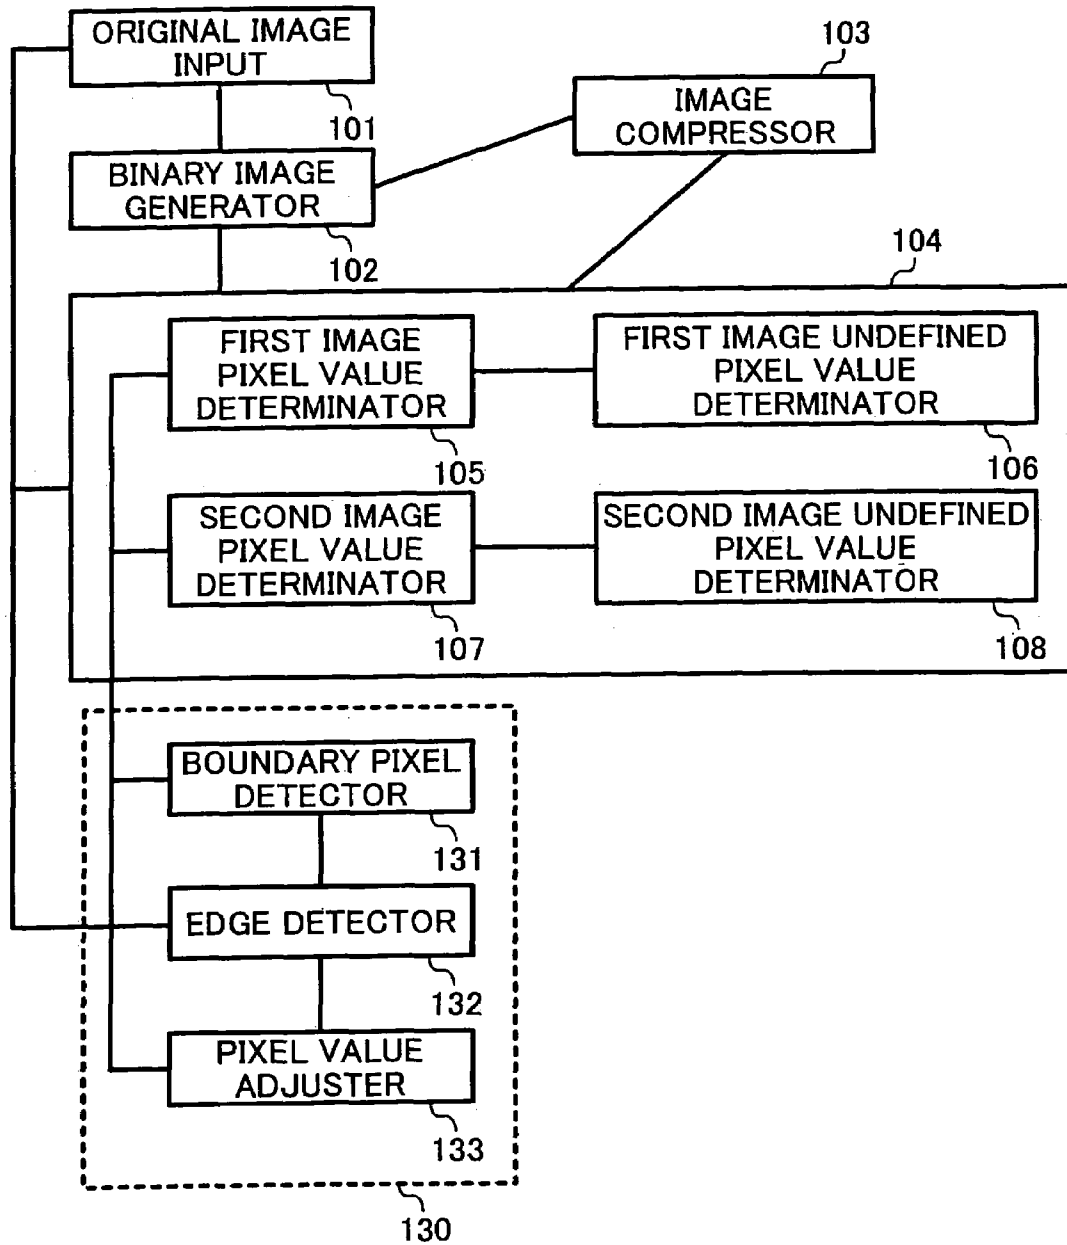 ORIGINAL IMAGE
INPUT
101
103
IMAGE
COMPRESSOR
BINARY IMAGE
GENERATOR
102
104
FIRST IMAGE
PIXEL VALUE
DETERMINATOR
105
FIRST IMAGE UNDEFINED
PIXEL VALUE
DETERMINATOR
106
SECOND IMAGE
PIXEL VALUE
DETERMINATOR
107
SECOND IMAGE UNDEFINED
PIXEL VALUE
DETERMINATOR
108
BOUNDARY PIXEL
DETECTOR
131
EDGE DETECTOR
132
PIXEL VALUE
ADJUSTER
133
130